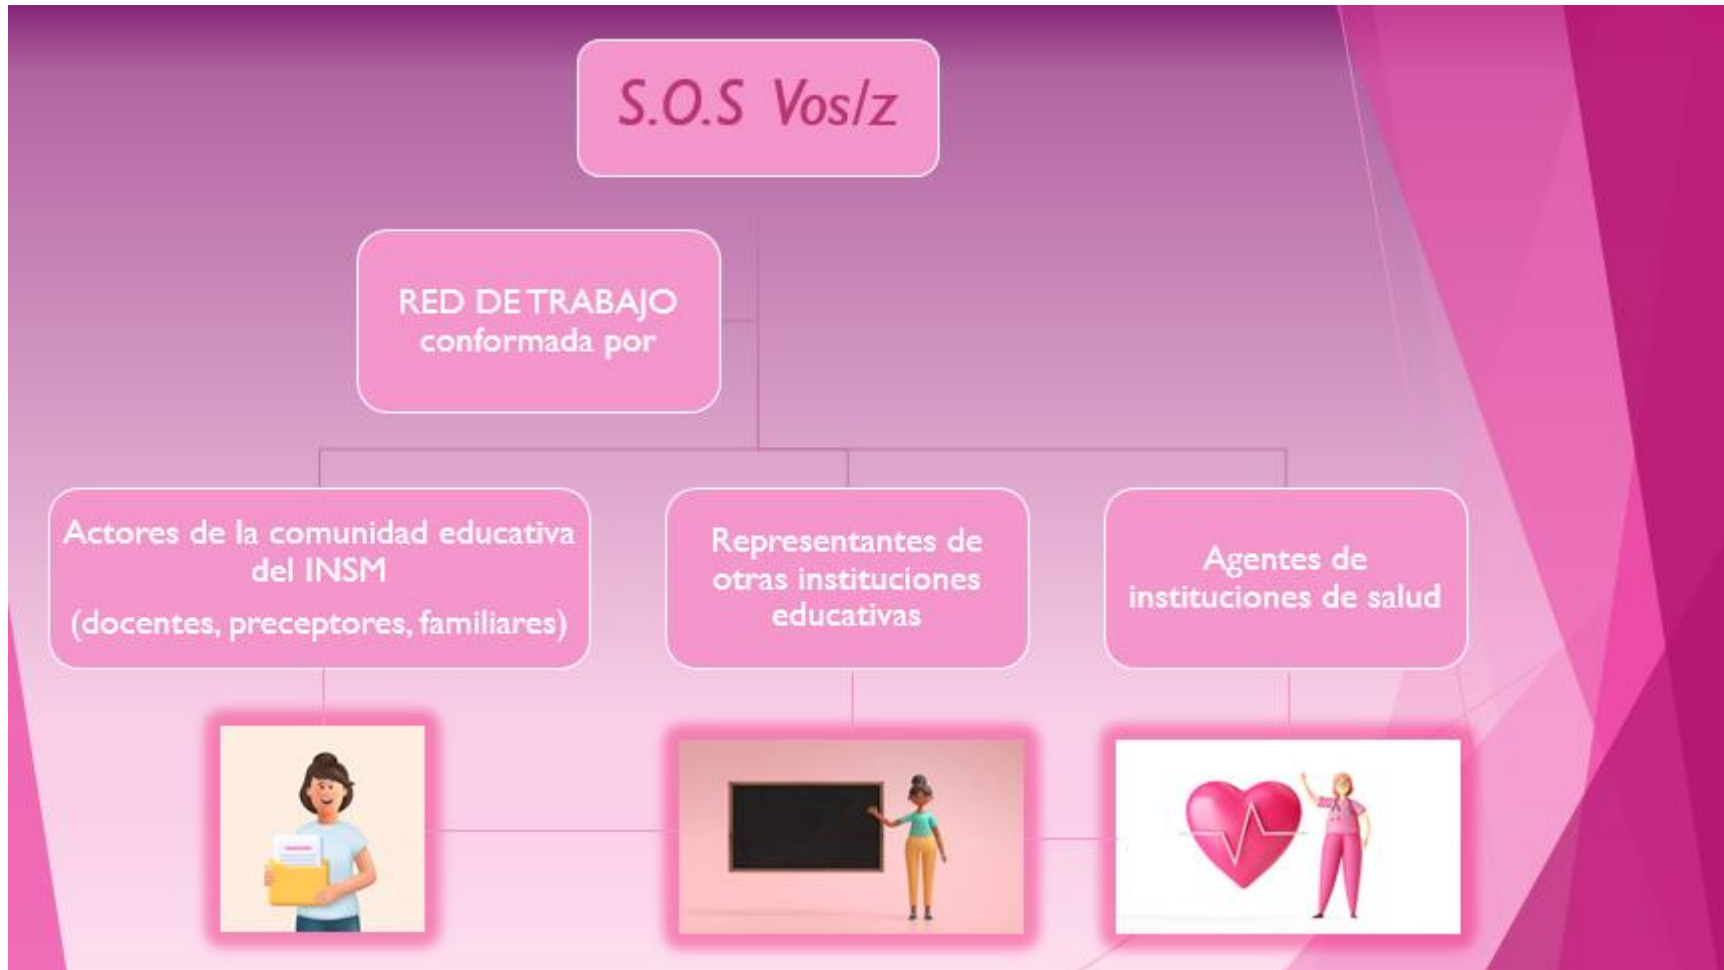 S.O.S Vos/z
RED DE TRABAJO
conformada por
Actores de la comunidad educativa
del INSM
(docentes, preceptores, familiares)
Representantes de
otras instituciones
educativas
Agentes de
instituciones de salud